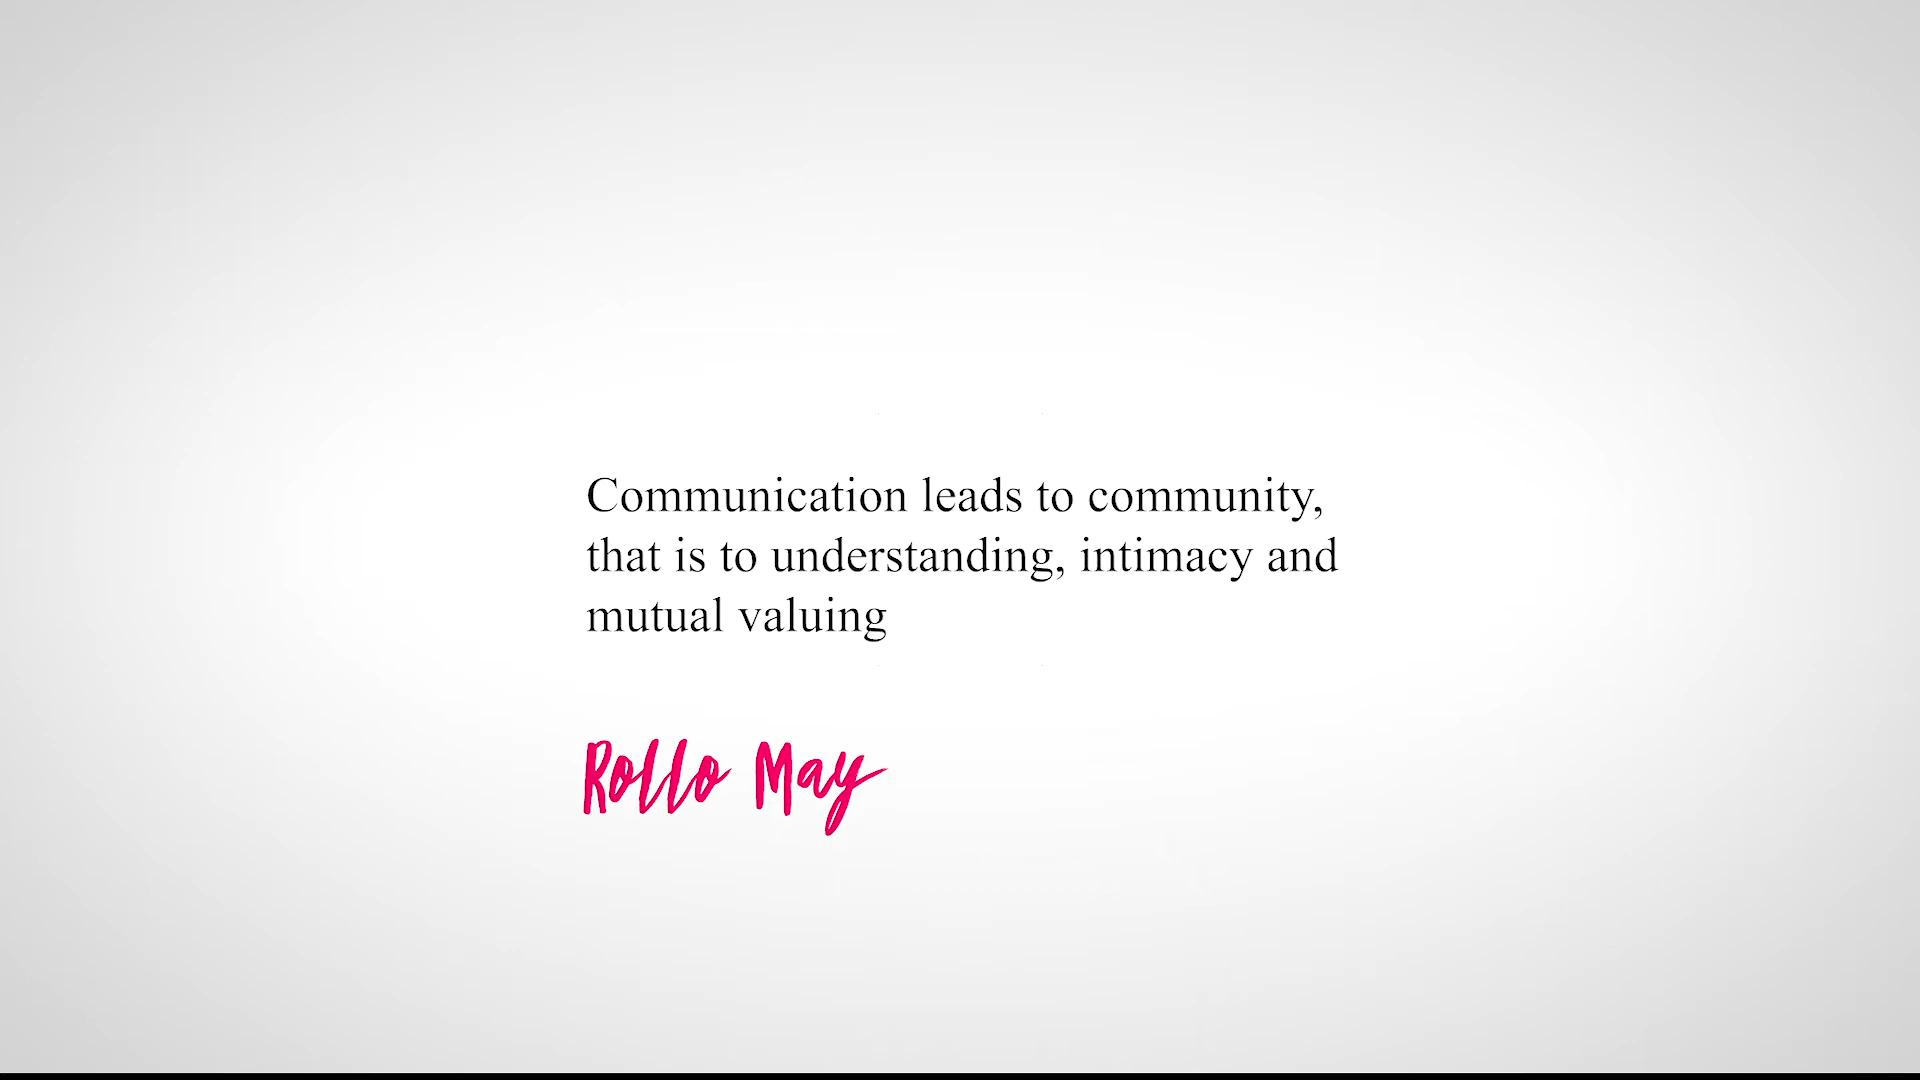 Communication leads to community,
that is to understanding, intimacy and
mutual valuing
Rollo May